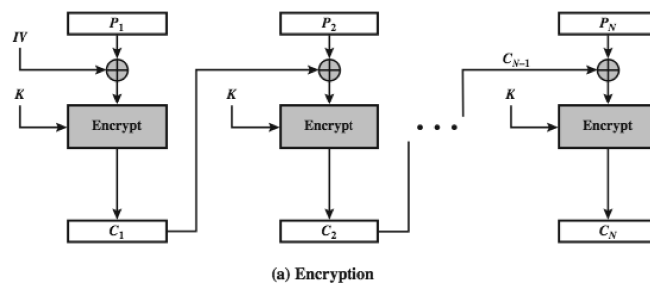 P1 P2 PN
IV
CN–1
K K K
Encrypt Encrypt Encrypt
C1 C2 CN
(a) Encryption